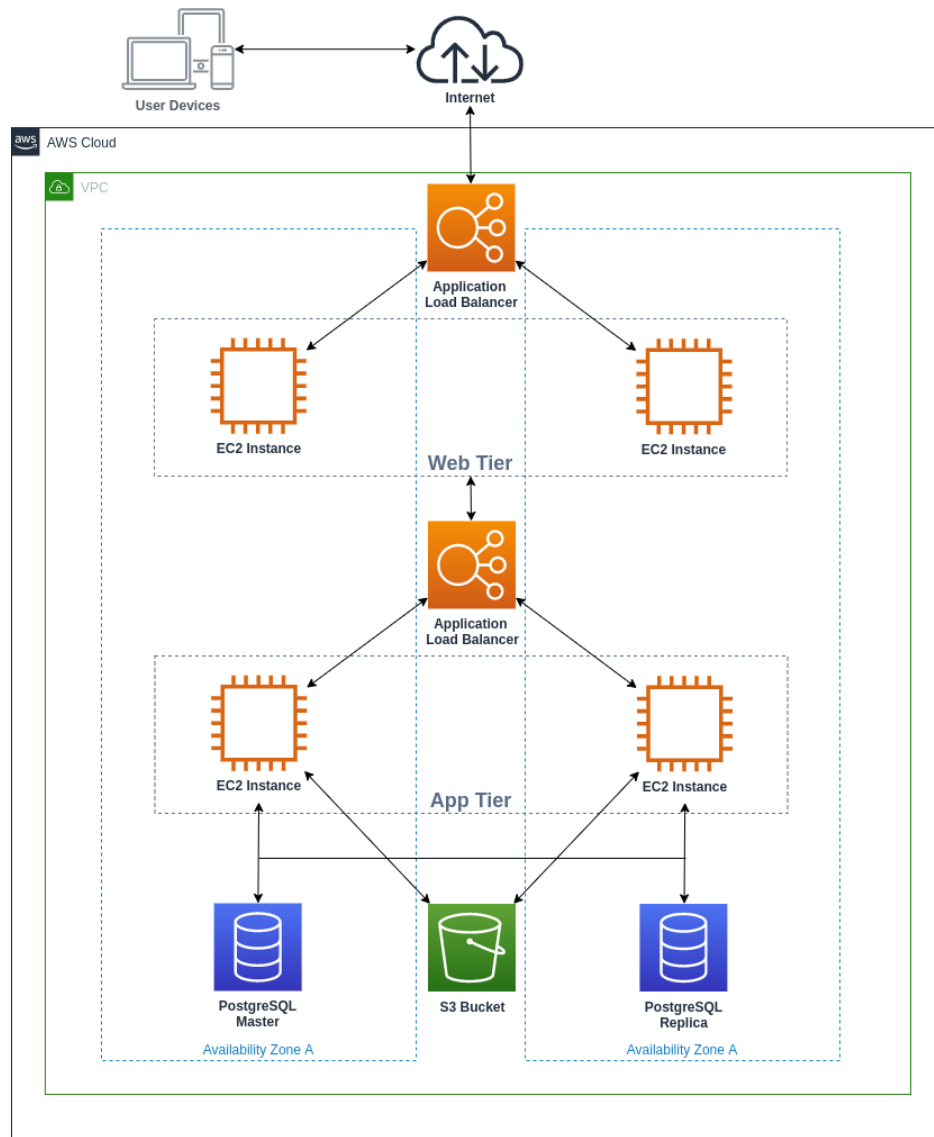 User Devices
Internet
aws
AWS Cloud
VPC
Application
Load Balancer
EC2 Instance
EC2 Instance
Web Tier
Application
Load Balancer
EC2 Instance
EC2 Instance
App Tier
PostgreSQL
Master
S3 Bucket
PostgreSQL
Replica
Availability Zone A
Availability Zone A